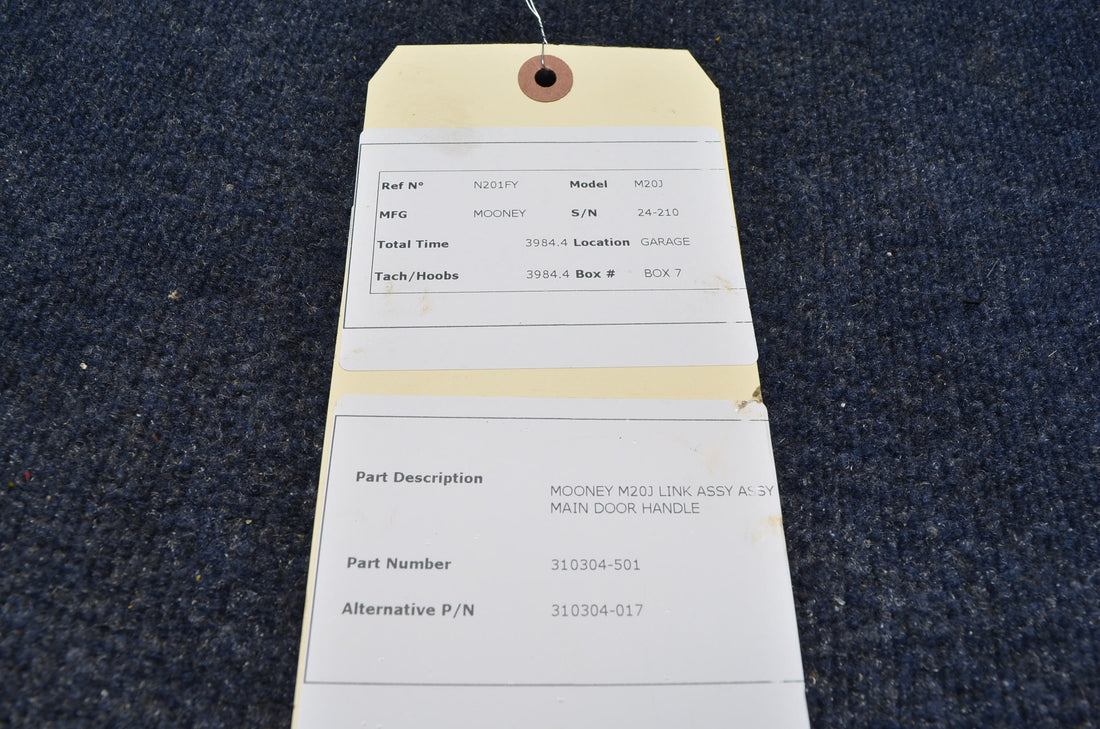 Ref N° N201FY Model M20J
MFG MOONEY S/N 24-210
Total Time 3984.4 Location GARAGE
Tach/Hoobs 3984.4 Box # BOX 7
Part Description
MOONEY M20J LINK ASSY ASSY
MAIN DOOR HANDLE
Part Number 310304-501
Alternative P/N 310304-017